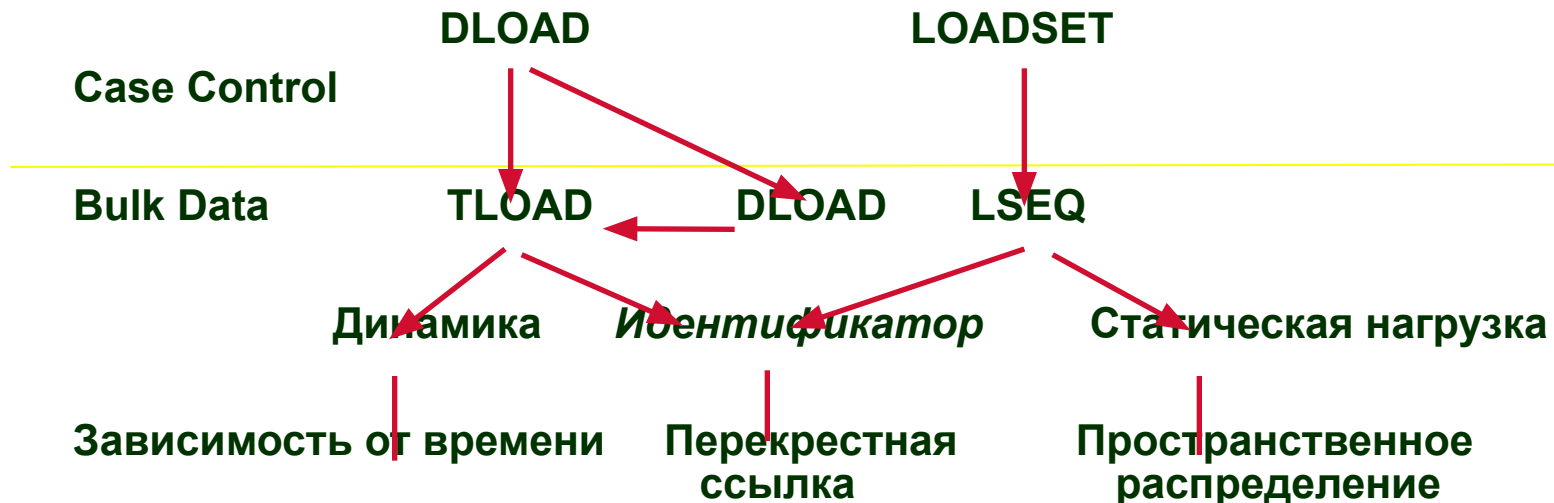 DLOAD LOADSET
Case Control
Bulk Data TLOAD DLOAD LSEQ
Динамика Идентификатор Статическая нагрузка
Зависимость от времени Перекрестная Пространственное
ссылка распределение